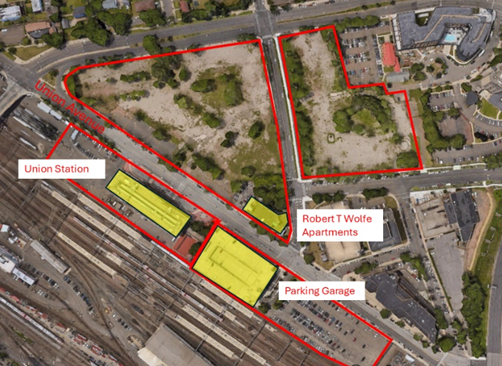 Union Avenue
Union Station
Robert T Wolfe
Apartments
Parking Garage